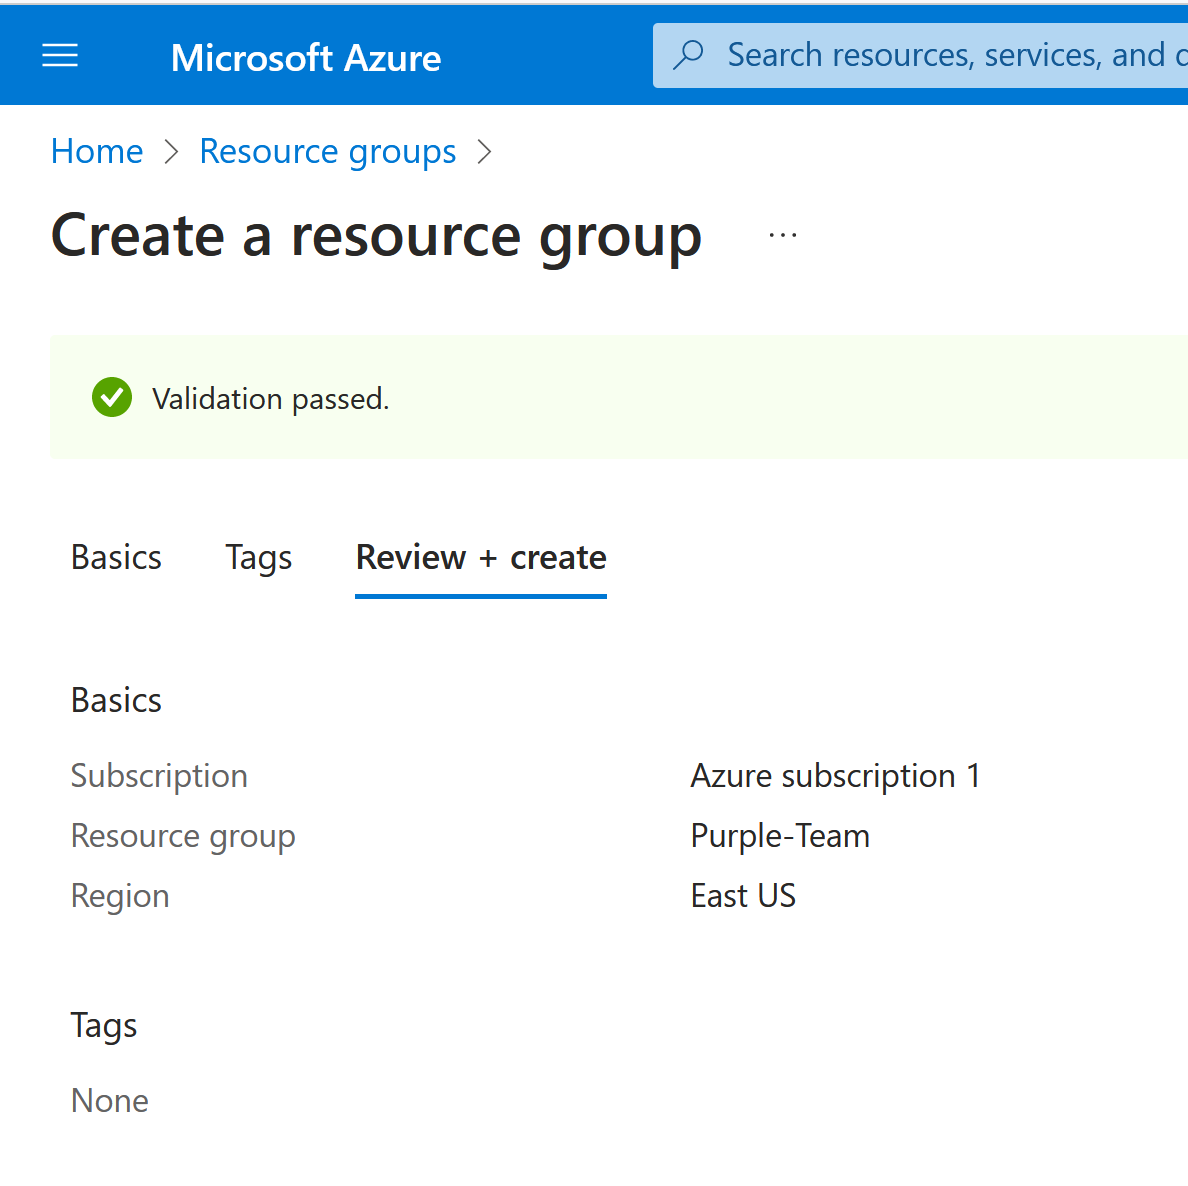 Microsoft Azure
Search resources, services, and d
Home > Resource groups >
Create a resource group ...
Validation passed.
Basics Tags Review + create
Basics
Subscription Azure subscription 1
Resource group Purple-Team
Region East US
Tags
None